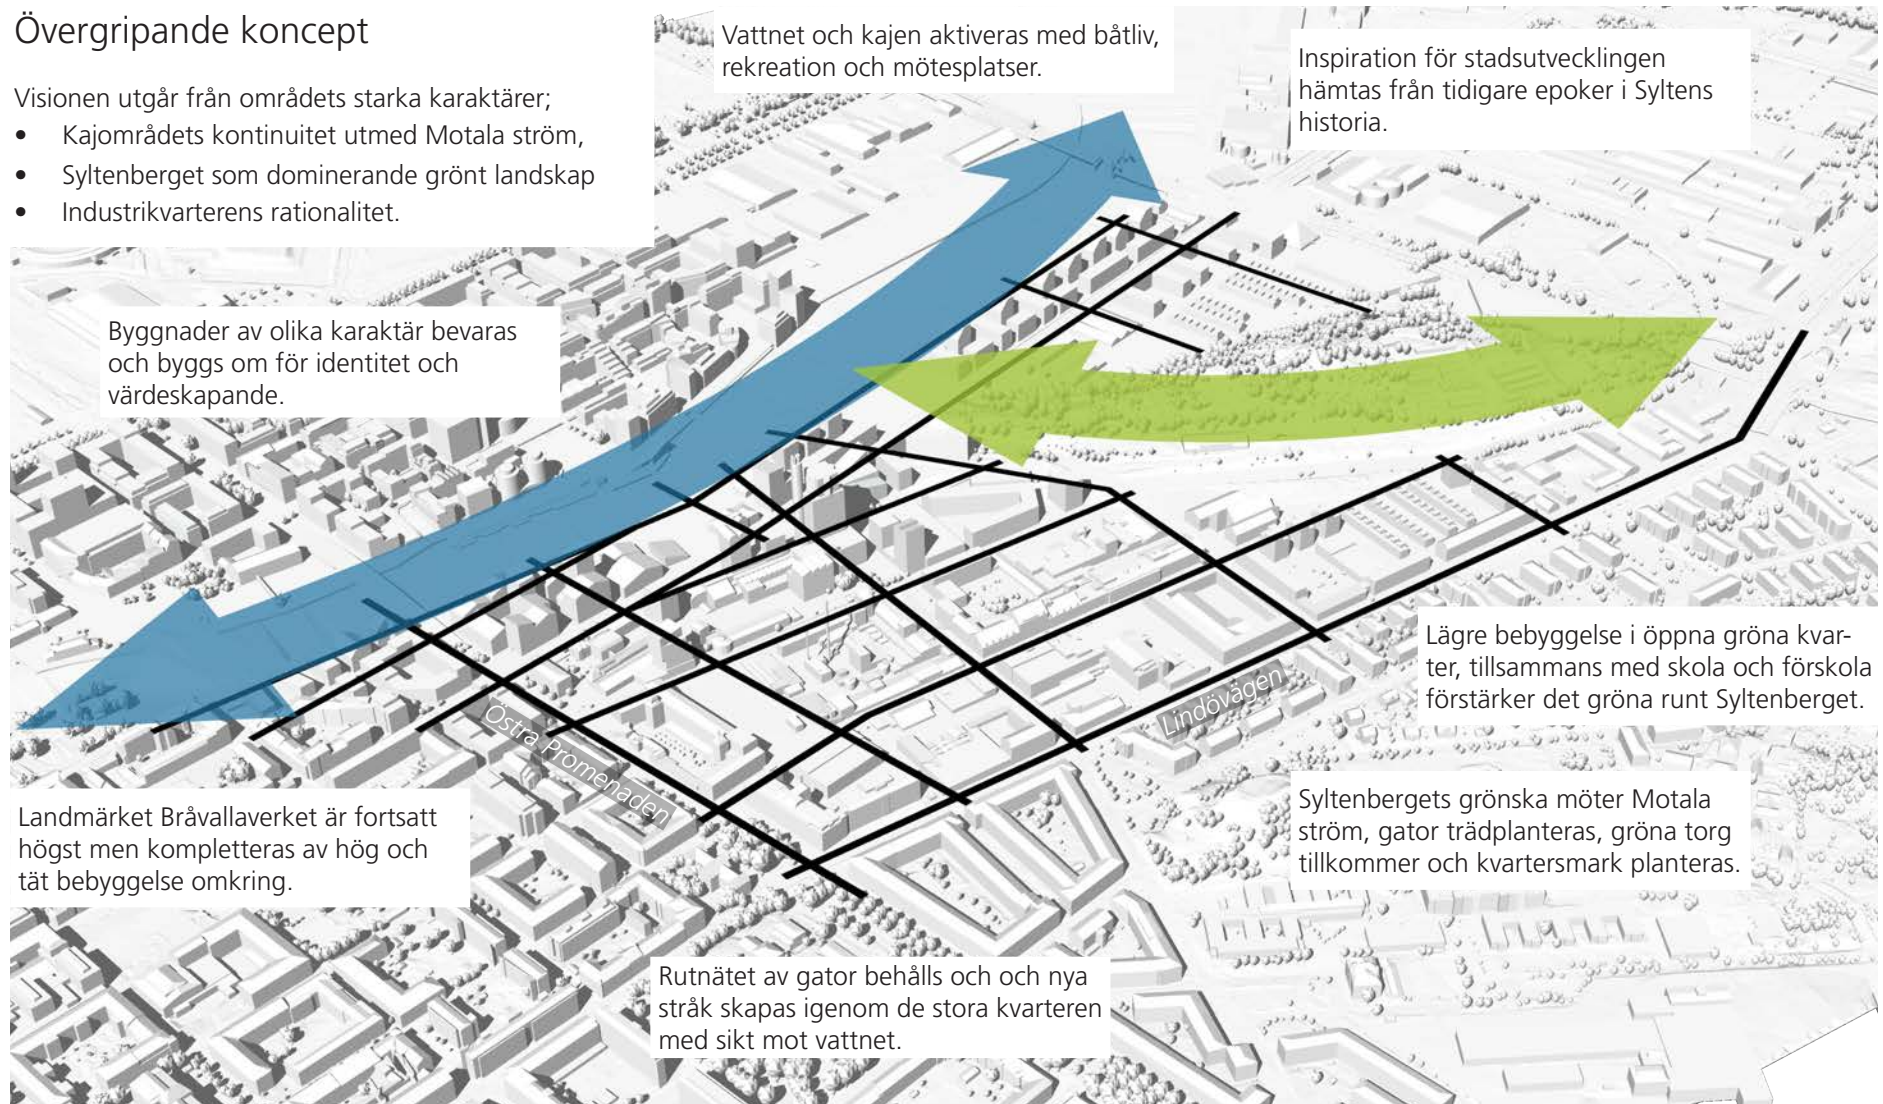 Övergripande koncept
Visionen utgår från områdets starka karaktärer;
• Kajområdets kontinuitet utmed Motala ström,
• Syltenberget som dominerande grönt landskap
• Industrikvarterens rationalitet.
Vattnet och kajen aktiveras med båtliv,
rekreation och mötesplatser.
Inspiration för stadsutvecklingen
hämtas från tidigare epoker i Syltens
historia.
Byggnader av olika karaktär bevaras
och byggs om för identitet och
värdeskapande.
Lägre bebyggelse i öppna gröna kvar-
ter, tillsammans med skola och förskola
förstärker det gröna runt Syltenberget.
Lindövägen
Östra Promenaden
Landmärket Bråvallaverket är fortsatt
högst men kompletteras av hög och
tät bebyggelse omkring.
Syltenbergets grönska möter Motala
ström, gator trädplanteras, gröna torg
tillkommer och kvartersmark planteras.
Rutnätet av gator behålls och och nya
stråk skapas igenom de stora kvarteren
med sikt mot vattnet.